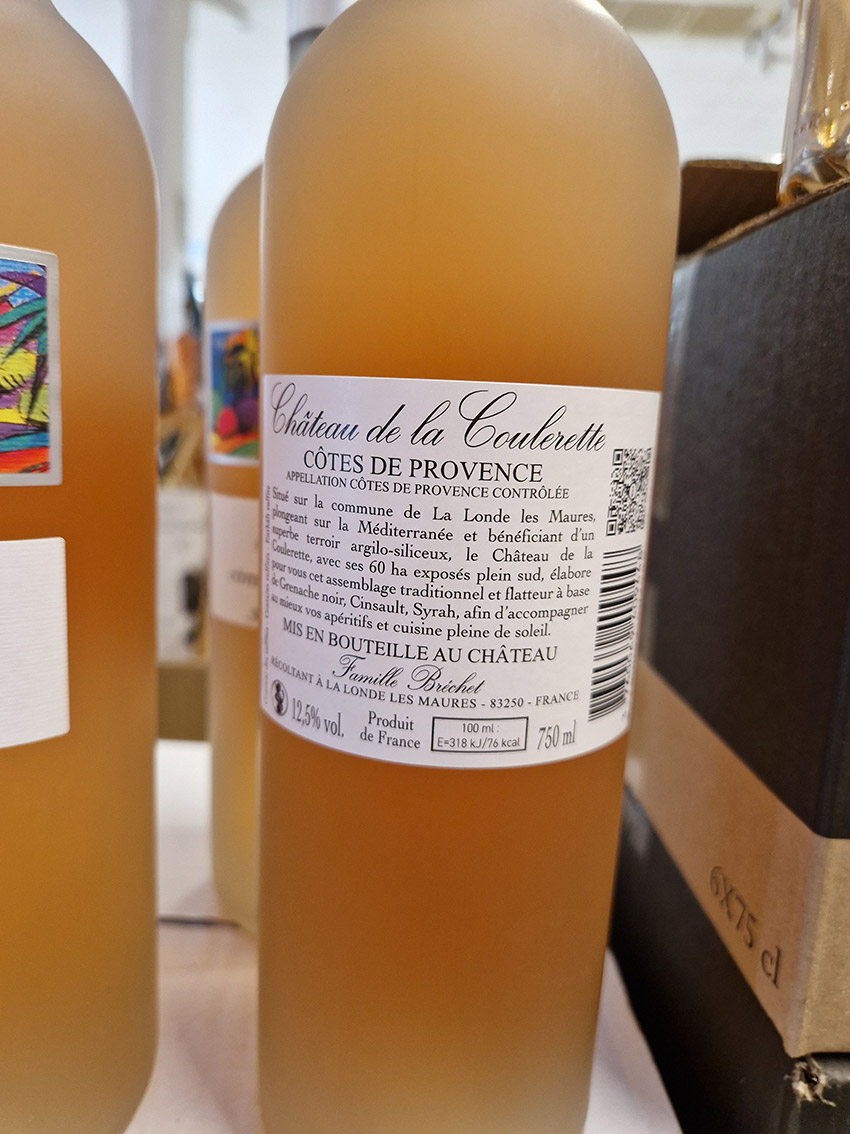 Château de la Coulerette
CÔTES DE PROVENCE
APPELLATION CÔTES DE PROVENCE CONTRÔLÉE
Situé sur la commune de La Londe les Maures,
plongeant sur la Méditerranée et bénéficiant d'un
superbe terroir argilo-siliceux, le Château de la
Coulerette, avec ses 60 ha exposés plein sud, élabore
pour vous cet assemblage traditionnel et flatteur à base
de Grenache noir, Cinsault, Syrah, afin d'accompagner
au mieux vos apéritifs et cuisine pleine de soleil.
MIS EN BOUTEILLE AU CHÂTEAU
Famille Bréchet
RÉCOLTANT À LA LONDE LES MAURES - 83250 - FRANCE
12,5% vol.
Produit
de France
100 ml :
E=318 kJ/76 kcal
750 ml
6X75 cl